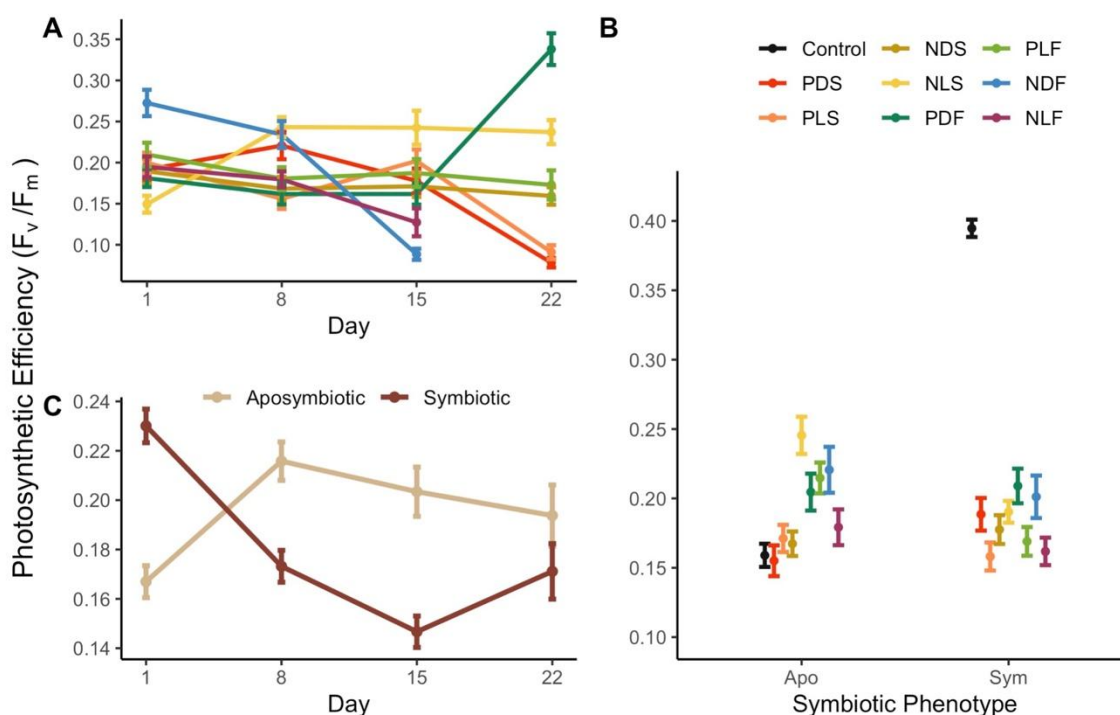 A
0.35
0.30
0.25
0.20
0.15
0.10
1
8
15
22
Day
Photosynthetic Efficiency (Fv /Fm)
C
Aposymbiotic
Symbiotic
0.24
0.22
0.20
0.18
0.16
0.14
1
8
15
22
Day
B
Control
NDS
PLF
PDS
NLS
NDF
PLS
PDF
NLF
0.40
0.35
0.30
0.25
0.20
0.15
0.10
Apo
Sym
Symbiotic Phenotype